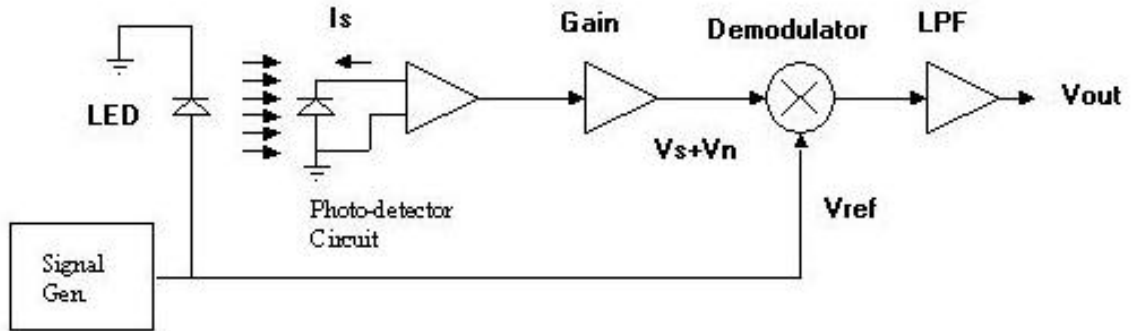 Is
Gain
Demodulator
LPF
LED
Vout
Vs+Vn
Vref
Photo-detector
Circuit
Signal
Gen.